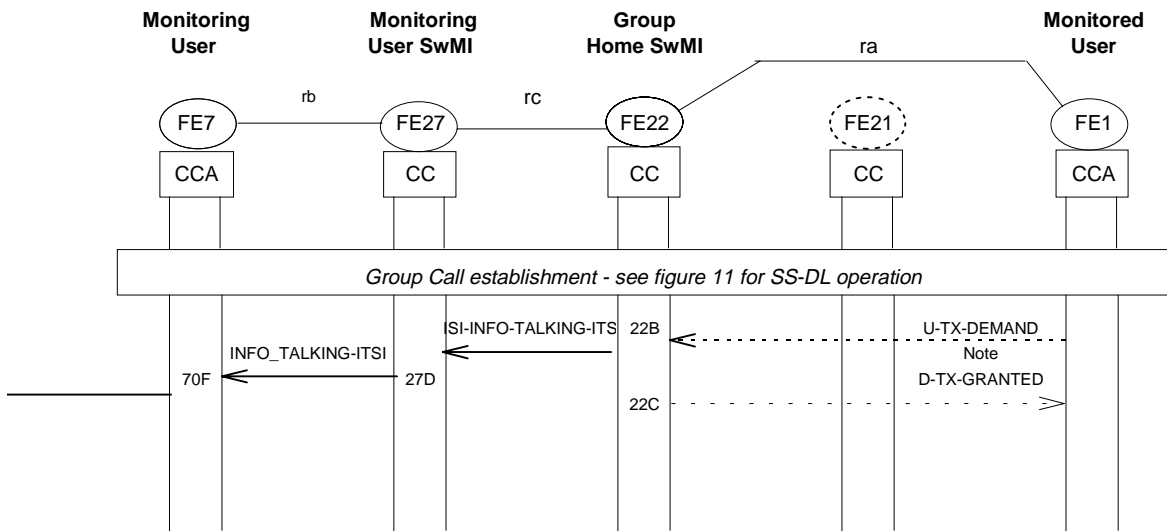 Monitoring
User
Monitoring
User SwMI
Group
Home SwMI
Monitored
User
ra
rb
rc
FE7
FE27
FE22
FE21
FE1
CCA
CC
CC
CC
CCA
Group Call establishment - see figure 11 for SS-DL operation
ISI-INFO-TALKING-ITS
22B
U-TX-DEMAND
INFO_TALKING-ITSI
Note
70F
27D
D-TX-GRANTED
22C